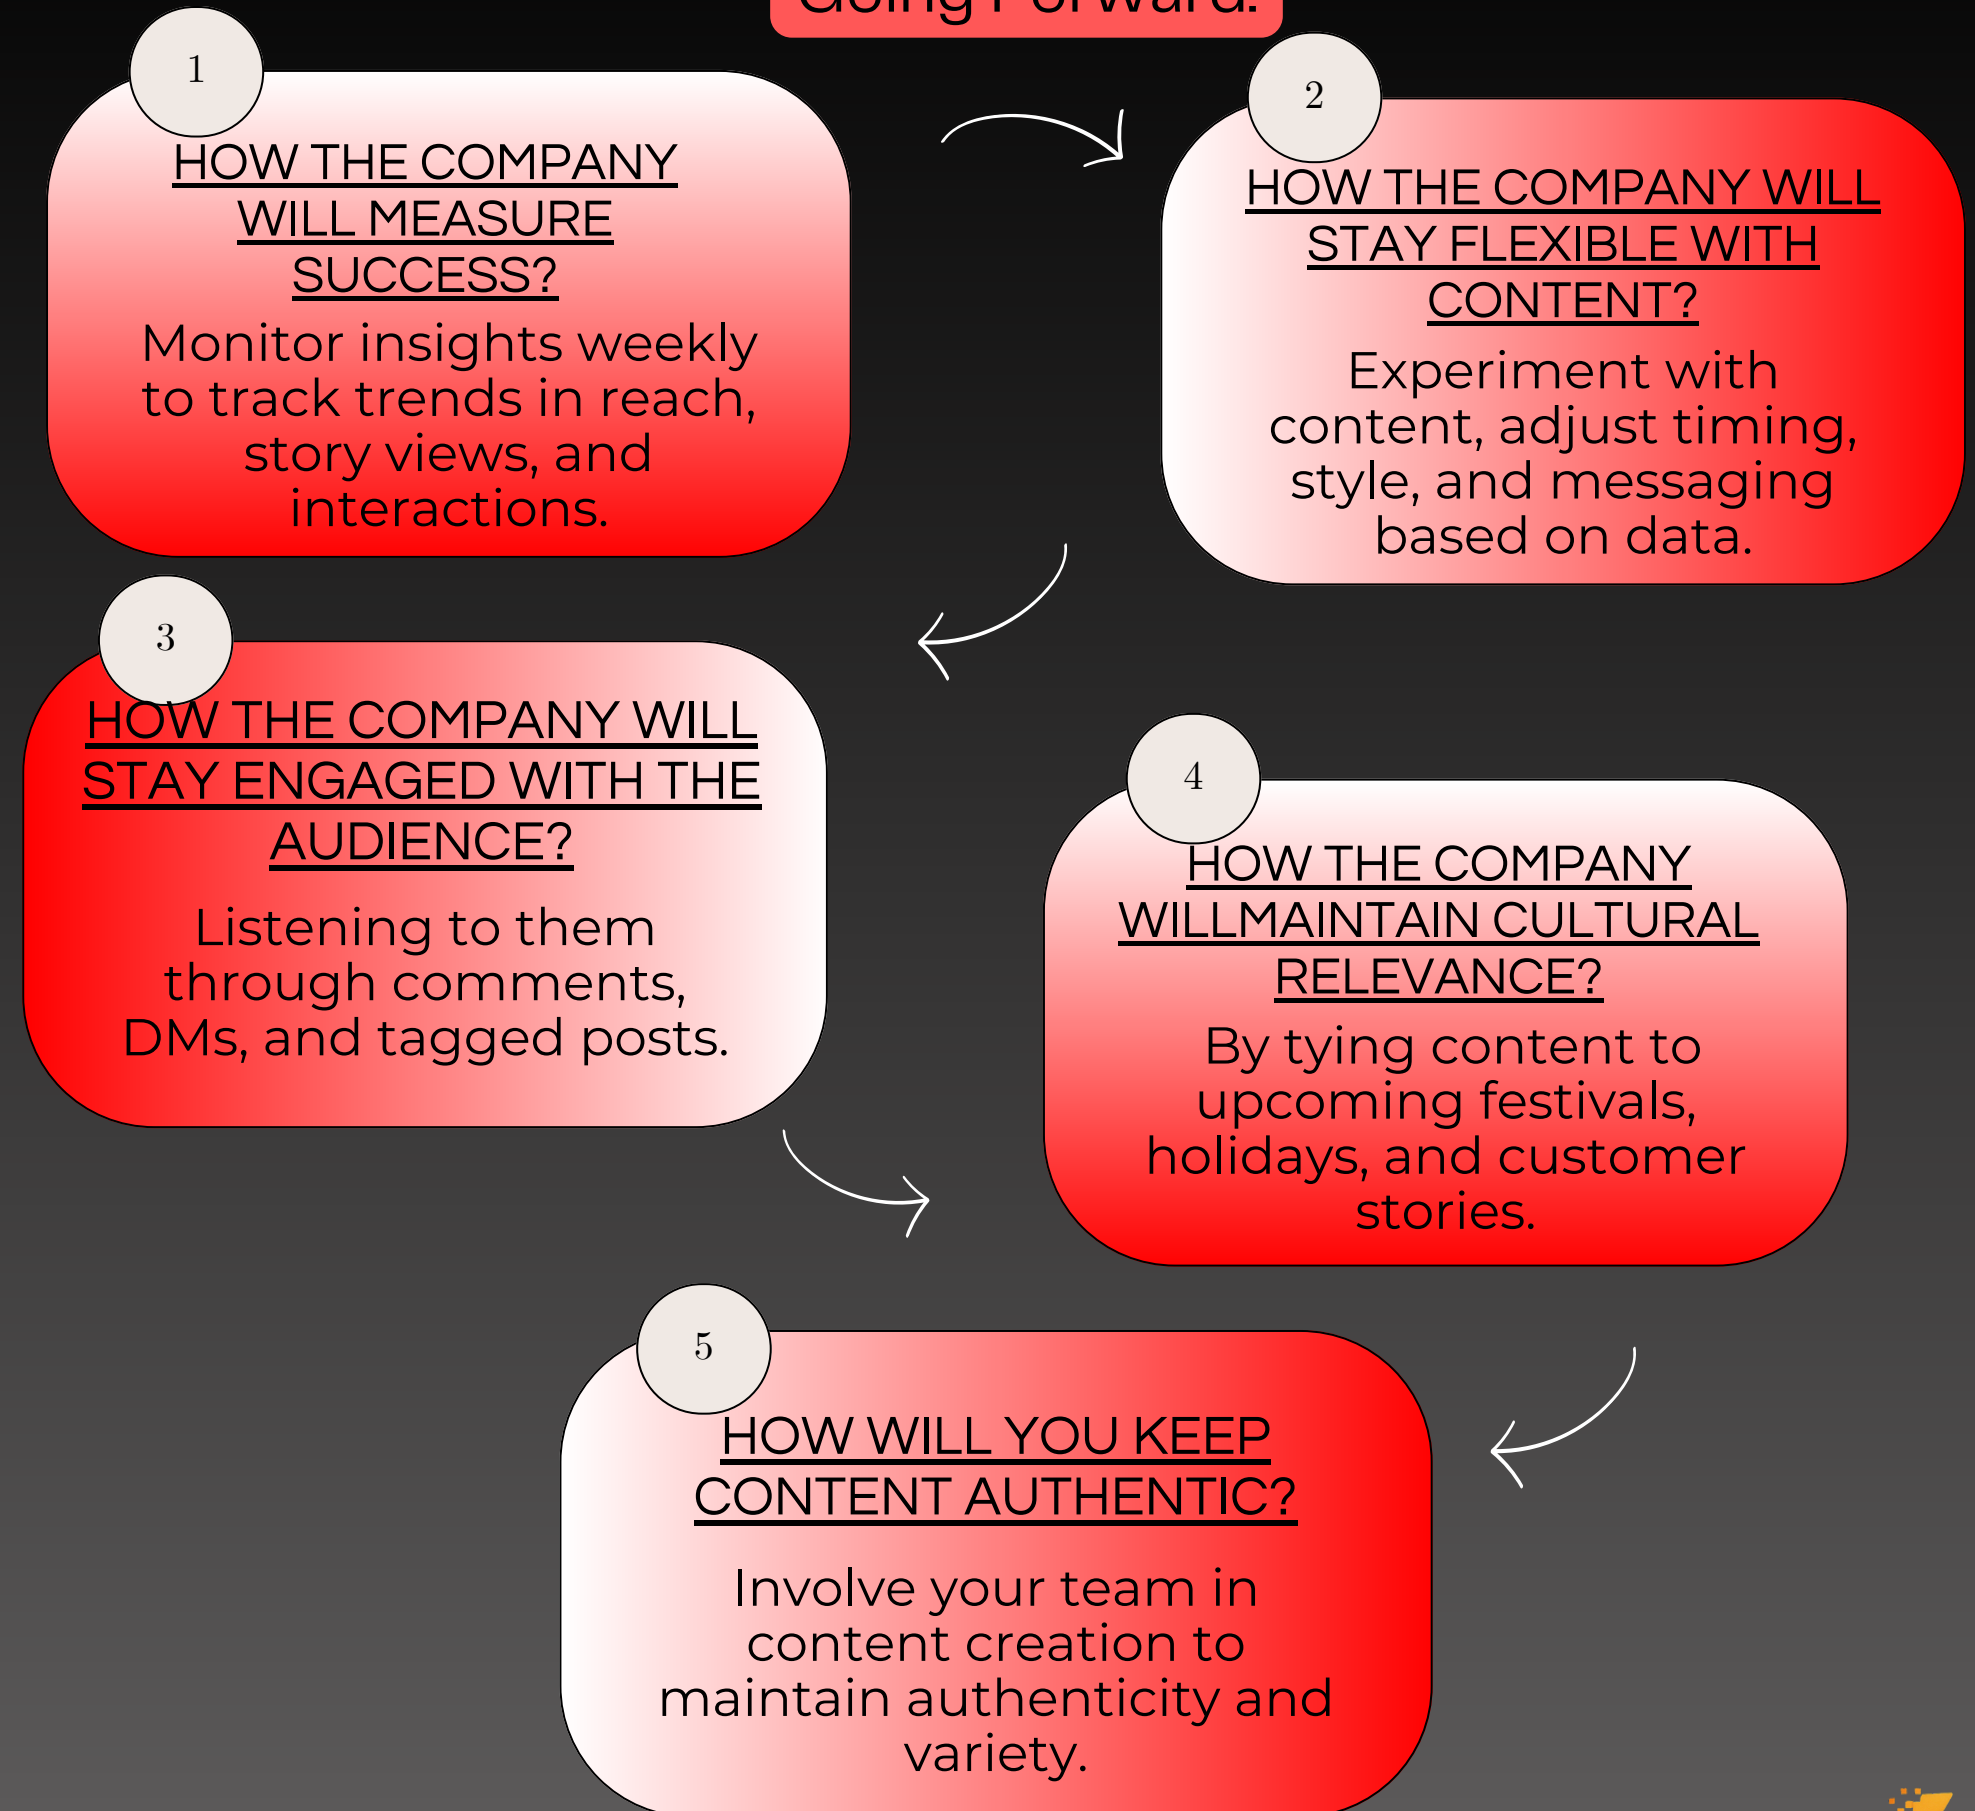 Going Forward:
1
HOW THE COMPANY
WILL MEASURE
SUCCESS?
Monitor insights weekly
to track trends in reach,
story views, and
interactions.
2
HOW THE COMPANY WILL
STAY FLEXIBLE WITH
CONTENT?
Experiment with
content, adjust timing,
style, and messaging
based on data.
3
HOW THE COMPANY WILL
STAY ENGAGED WITH THE
AUDIENCE?
Listening to them
through comments,
DMs, and tagged posts.
4
HOW THE COMPANY
WILLMAINTAIN CULTURAL
RELEVANCE?
By tying content to
upcoming festivals,
holidays, and customer
stories.
5
HOW WILL YOU KEEP
CONTENT AUTHENTIC?
Involve your team in
content creation to
maintain authenticity and
variety.